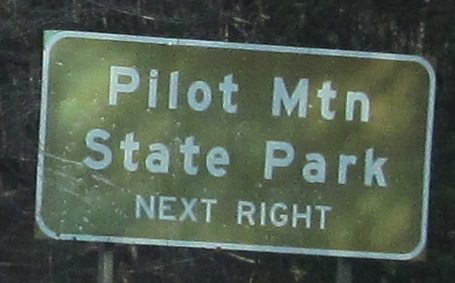 Pilot Mtn
State Park
NEXT RIGHT